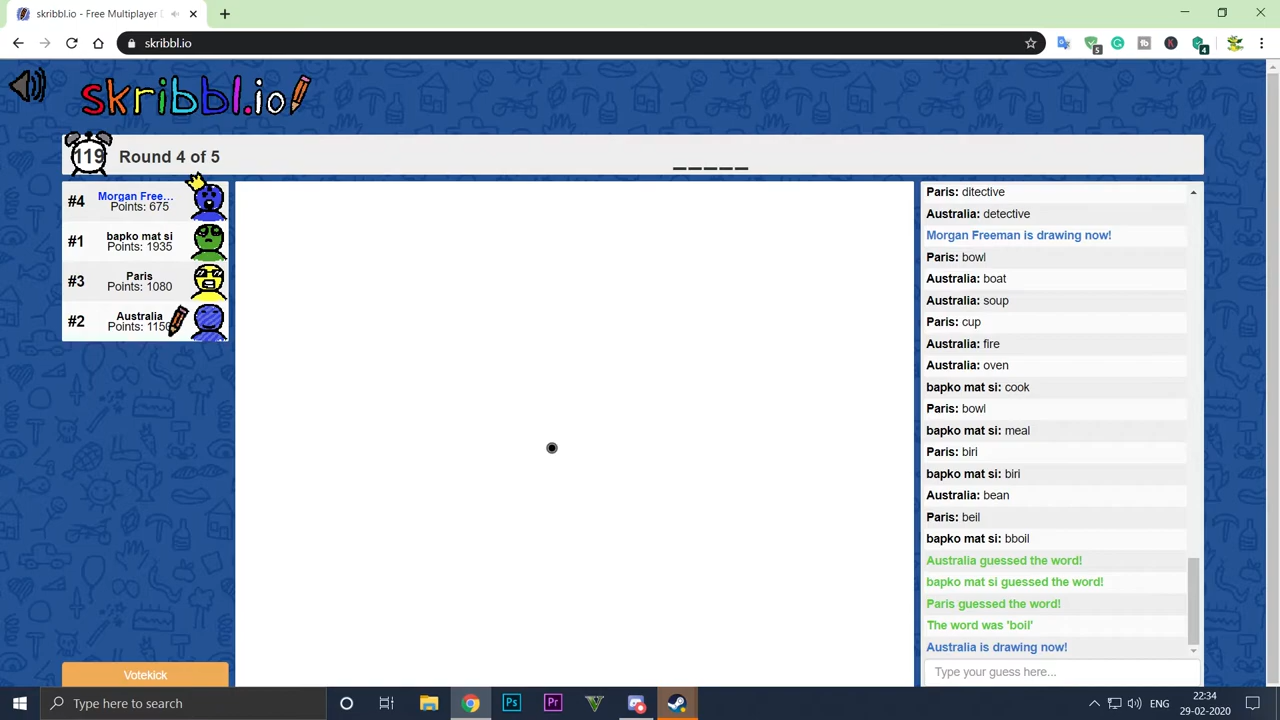 skribbl.io - Free Multiplayer
skribbl.io
5
4
skribbl.io
119
Round 4 of 5
_ _ _ _ _
#4
Morgan Free...
Points: 675
#1
bapko mat si
Points: 1935
#3
Paris
Points: 1080
#2
Australia
Points: 1150
Votekick
Paris: ditective
Australia: detective
Morgan Freeman is drawing now!
Paris: bowl
Australia: boat
Australia: soup
Paris: cup
Australia: fire
Australia: oven
bapko mat si: cook
Paris: bowl
bapko mat si: meal
Paris: biri
bapko mat si: biri
Australia: bean
Paris: beil
bapko mat si: bboil
Australia guessed the word!
bapko mat si guessed the word!
Paris guessed the word!
The word was 'boil'
Australia is drawing now!
Type your guess here...
Type here to search
Ps
Pr
ENG
22:34
29-02-2020